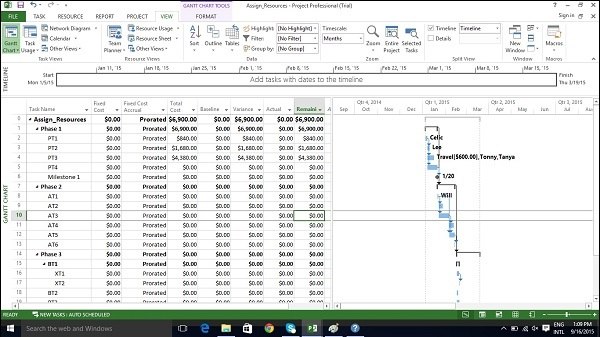 GANTT CHART TOOLS
Assign_Resources - Project Professional (Trial)
FILE TASK RESOURCE REPORT PROJECT VIEW FORMAT
Sign in
Gantt Chart Task Usage
Network Diagram
Calendar
Other Views
Task Views
Team Planner
Resource Usage
Resource Sheet
Other Views
Resource Views
Sort Outline Tables
Highlight: [No Highlight]
Filter: [No Filter]
Group by: [No Group]
Data
Timescale:
Months
Zoom Entire Project Selected Tasks
Zoom
Timeline Timeline
Details
Split View
New Window
Window
Macros
Macros
TIMELINE
Start
Mon 1/5/15
Jan 11, '15 Jan 18, '15 Jan 25, '15 Feb 1, '15 Feb 8, '15 Feb 15, '15 Feb 22, '15 Mar 1, '15 Mar 8, '15 Mar 15, '15
Add tasks with dates to the timeline
Finish
Thu 3/19/15
GANTT CHART
Task Name Fixed Cost Fixed Cost Accrual Total Cost Baseline Variance Actual Remaini
Qtr 4, 2014 Qtr 1, 2015 Qtr 2, 2015 Qtr 3, 2015
Sep Oct Nov Dec Jan Feb Mar Apr May Jun Jul Aug
0 Assign_Resources $0.00 Prorated $6,900.00 $0.00 $6,900.00 $0.00 $6,900.00
1 Phase 1 $0.00 Prorated $6,900.00 $0.00 $6,900.00 $0.00 $6,900.00
2 PT1 $0.00 Prorated $840.00 $0.00 $840.00 $0.00 $840.00 Celic
3 PT2 $0.00 Prorated $1,680.00 $0.00 $1,680.00 $0.00 $1,680.00 Leo
4 PT3 $0.00 Prorated $4,380.00 $0.00 $4,380.00 $0.00 $4,380.00 Travel[$600.00],Tonny,Tanya
5 PT4 $0.00 Prorated $0.00 $0.00 $0.00 $0.00 $0.00
6 Milestone 1 $0.00 Prorated $0.00 $0.00 $0.00 $0.00 $0.00 1/20
7 Phase 2 $0.00 Prorated $0.00 $0.00 $0.00 $0.00 $0.00
8 AT1 $0.00 Prorated $0.00 $0.00 $0.00 $0.00 $0.00 Will
9 AT2 $0.00 Prorated $0.00 $0.00 $0.00 $0.00 $0.00
10 AT3 $0.00 Prorated $0.00 $0.00 $0.00 $0.00 $0.00
11 AT4 $0.00 Prorated $0.00 $0.00 $0.00 $0.00 $0.00
12 AT5 $0.00 Prorated $0.00 $0.00 $0.00 $0.00 $0.00
13 AT6 $0.00 Prorated $0.00 $0.00 $0.00 $0.00 $0.00
14 Phase 3 $0.00 Prorated $0.00 $0.00 $0.00 $0.00 $0.00
15 BT1 $0.00 Prorated $0.00 $0.00 $0.00 $0.00 $0.00
16 XT1 $0.00 Prorated $0.00 $0.00 $0.00 $0.00 $0.00
17 XT2 $0.00 Prorated $0.00 $0.00 $0.00 $0.00 $0.00
18 BT2 $0.00 Prorated $0.00 $0.00 $0.00 $0.00 $0.00
READY NEW TASKS : AUTO SCHEDULED
Search the web and Windows
ENG
INTL
1:09 PM
9/16/2015